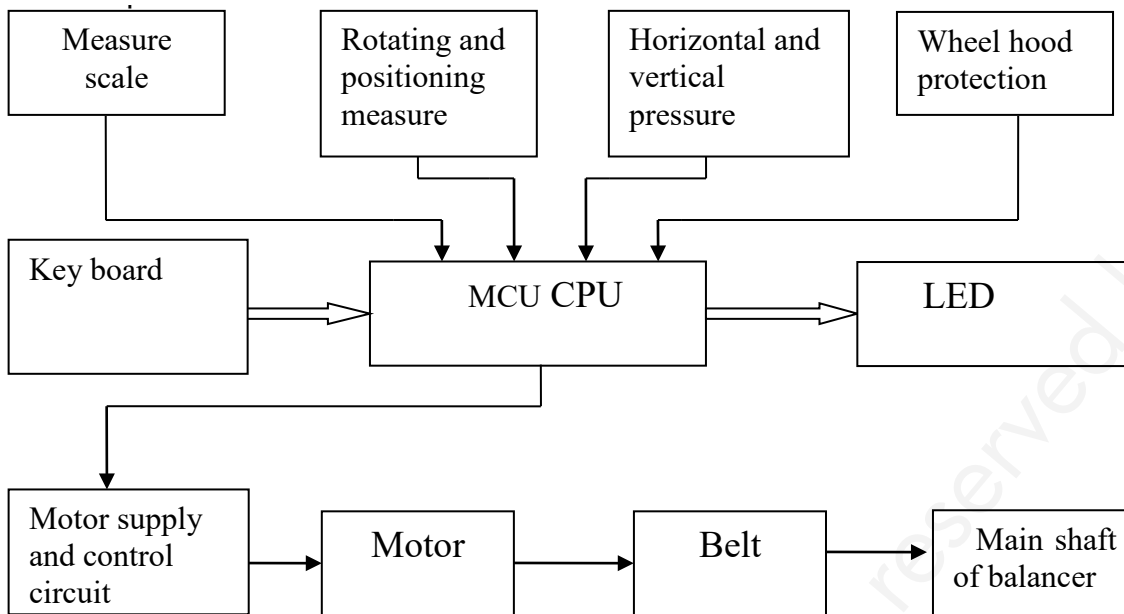 Measure
scale
Rotating and
positioning
measure
Horizontal and
vertical
pressure
Wheel hood
protection
Key board
MCU CPU
LED
Motor supply
and control
circuit
Motor
Belt
Main shaft
of balancer
reserved